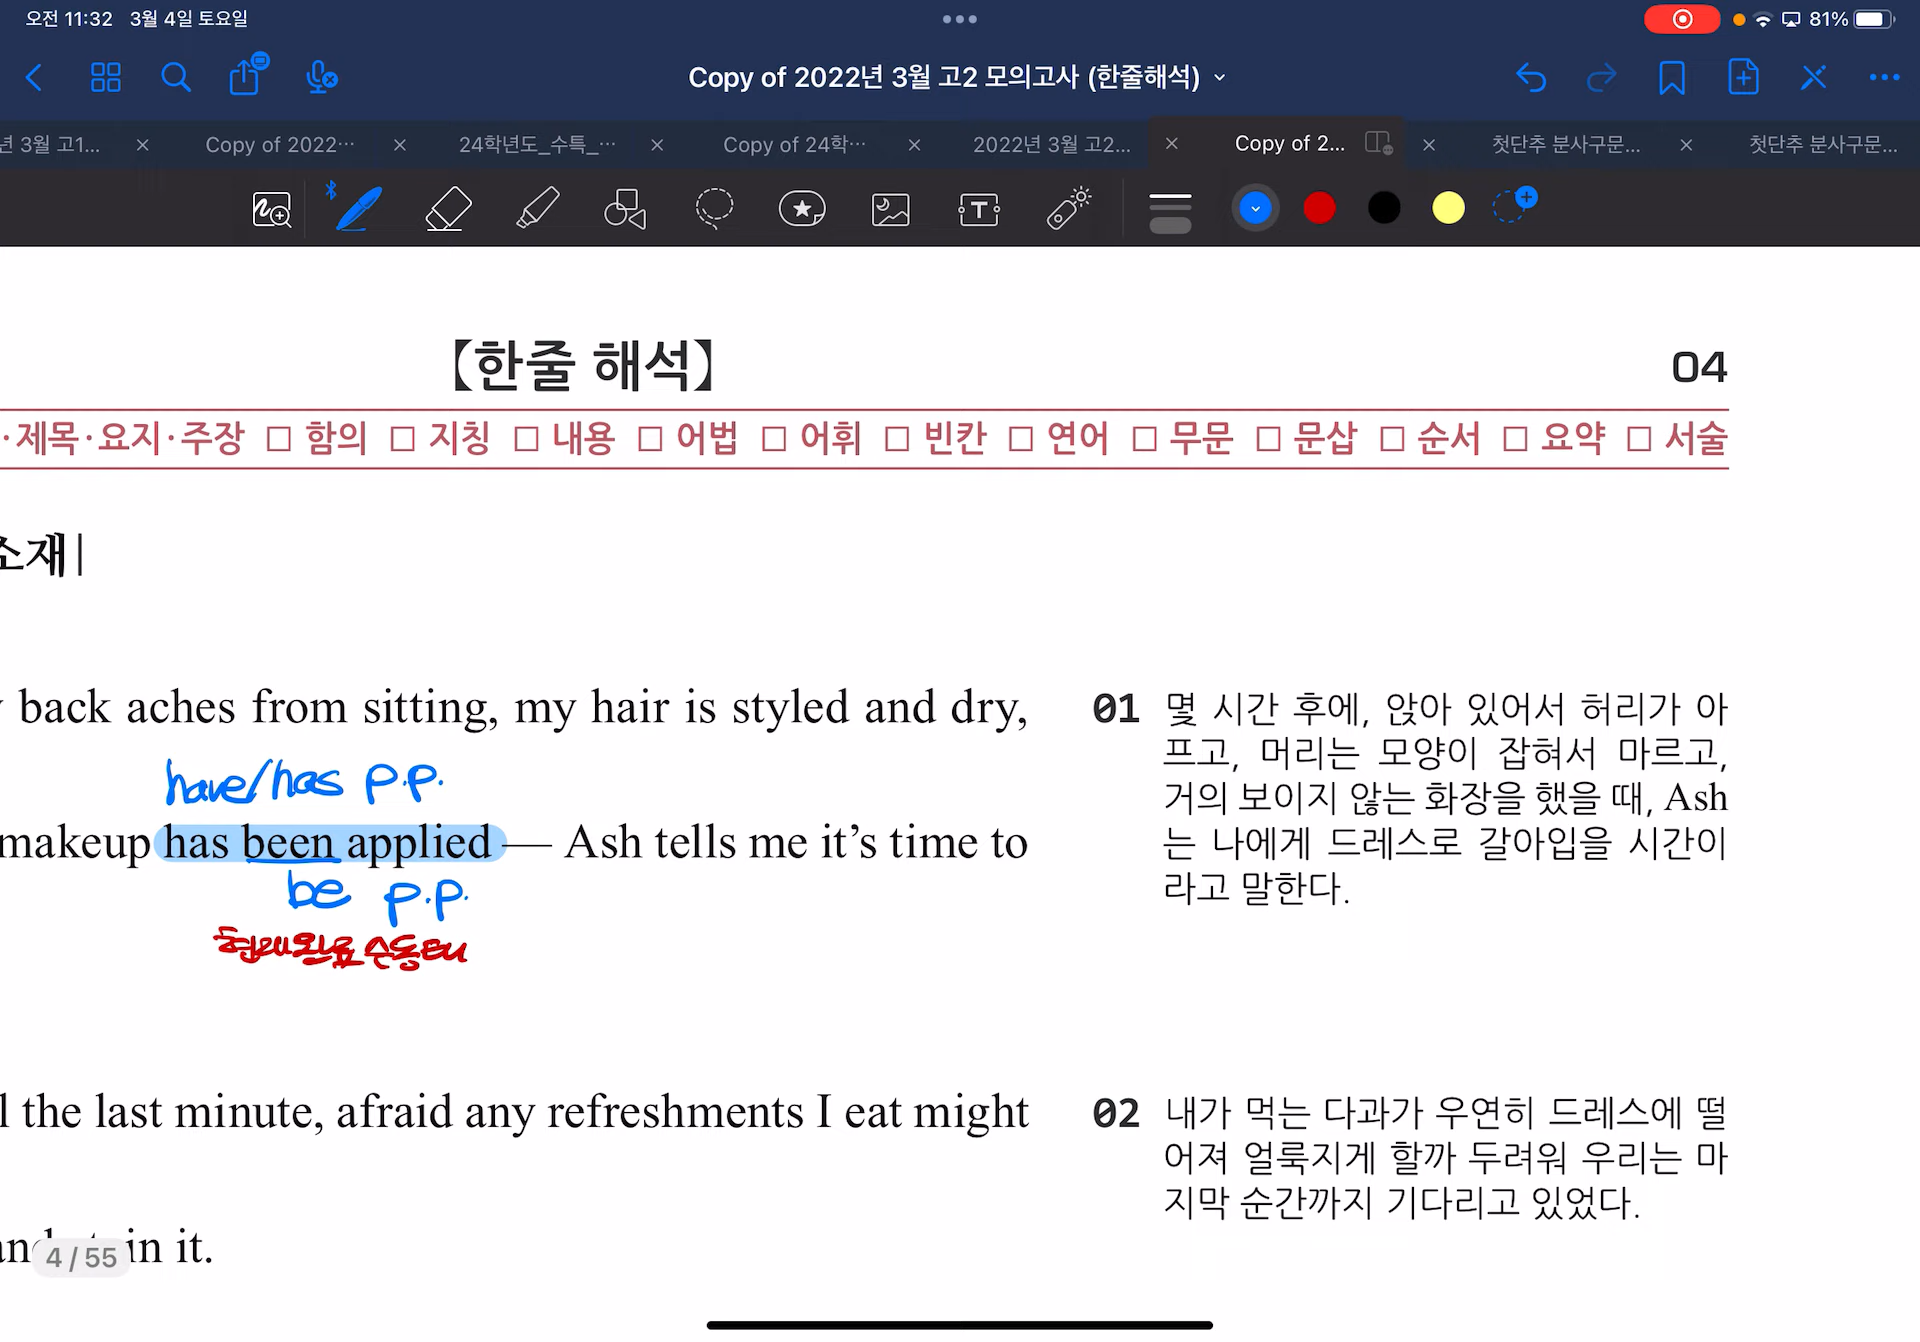 오전 11:32 3월 4일 토요일
81%
Copy of 2022년 3월 고2 모의고사 (한줄해석)
년 3월 고1...
Copy of 2022...
24학년도_수특_...
Copy of 24학...
2022년 3월 고2...
Copy of 2...
첫단추 분사구문...
첫단추 분사구문...
【한줄 해석】
04
·제목·요지·주장 □ 함의 □ 지칭 □ 내용 □ 어법 □ 어휘 □ 빈칸 □ 연어 □ 무문 □ 문삽 □ 순서 □ 요약 □ 서술
소재|
back aches from sitting, my hair is styled and dry,
have/has p.p.
makeup has been applied — Ash tells me it's time to
be p.p.
현재완료 수동태
01 몇 시간 후에, 앉아 있어서 허리가 아
프고, 머리는 모양이 잡혀서 마르고,
거의 보이지 않는 화장을 했을 때, Ash
는 나에게 드레스로 갈아입을 시간이
라고 말한다.
the last minute, afraid any refreshments I eat might
in it.
02 내가 먹는 다과가 우연히 드레스에 떨
어져 얼룩지게 할까 두려워 우리는 마
지막 순간까지 기다리고 있었다.
4 / 55